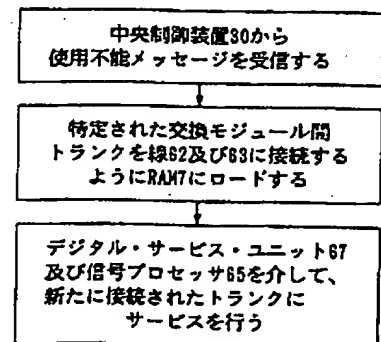 中央制御装置30から
使用不能メッセージを受信する
特定された交換モジュール間
トランクを線62及び63に接続する
ようにRAM7にロードする
デジタル・サービス・ユニット67
及び信号プロセッサ65を介して、
新たに接続されたトランクに
サービスを行う